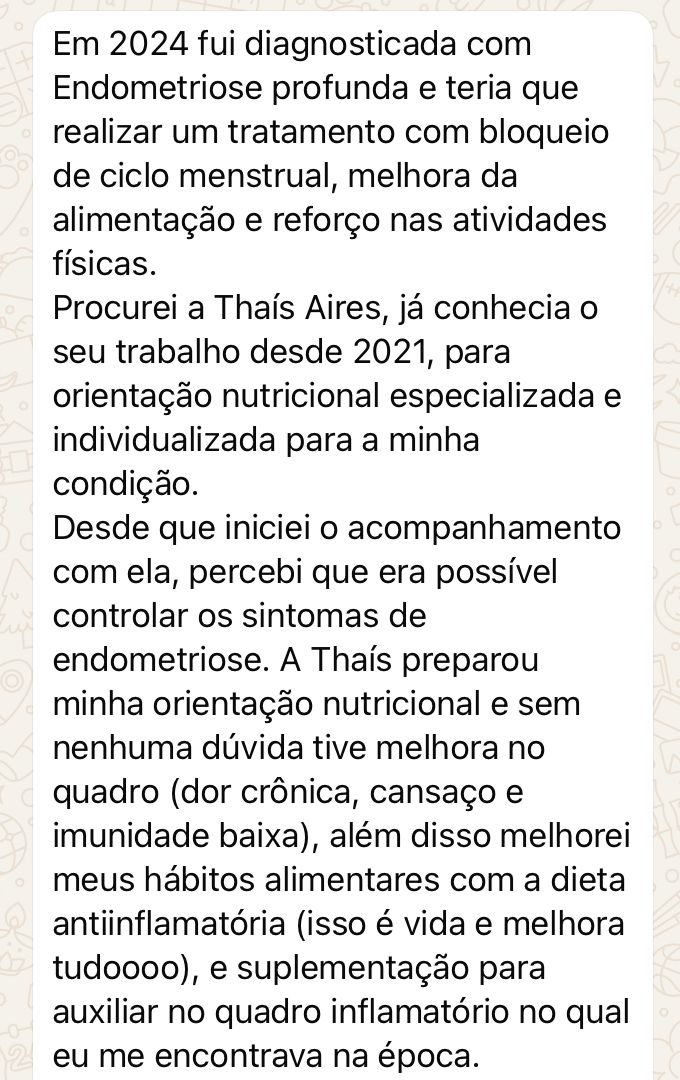 Em 2024 fui diagnosticada com
Endometriose profunda e teria que
realizar um tratamento com bloqueio
de ciclo menstrual, melhora da
alimentação e reforço nas atividades
físicas.
Procurei a Thaís Aires, já conhecia o
seu trabalho desde 2021, para
orientação nutricional especializada e
individualizada para a minha
condição.
Desde que iniciei o acompanhamento
com ela, percebi que era possível
controlar os sintomas de
endometriose. A Thaís preparou
minha orientação nutricional e sem
nenhuma dúvida tive melhora no
quadro (dor crônica, cansaço e
imunidade baixa), além disso melhorei
meus hábitos alimentares com a dieta
antiinflamatória (isso é vida e melhora
tudoooo), e suplementação para
auxiliar no quadro inflamatório no qual
eu me encontrava na época.